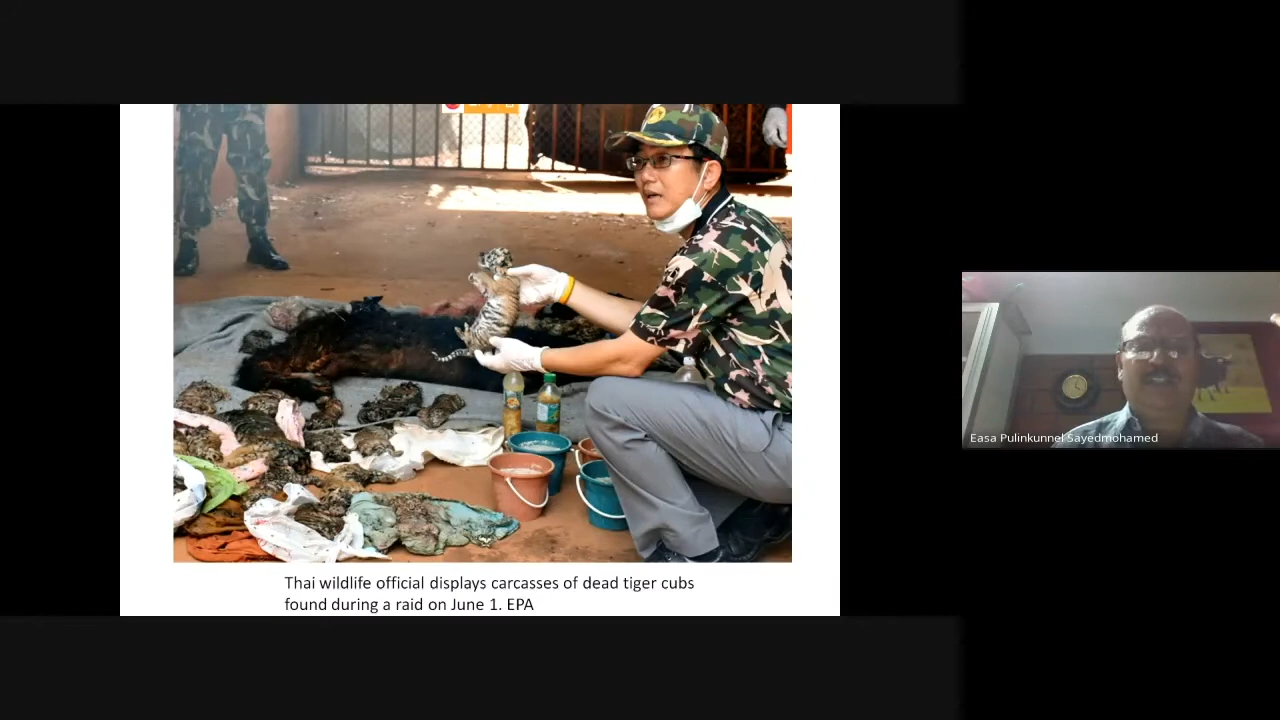 Thai wildlife official displays carcasses of dead tiger cubs
found during a raid on June 1. EPA
Easa Pulinkunnel Sayedmohamed